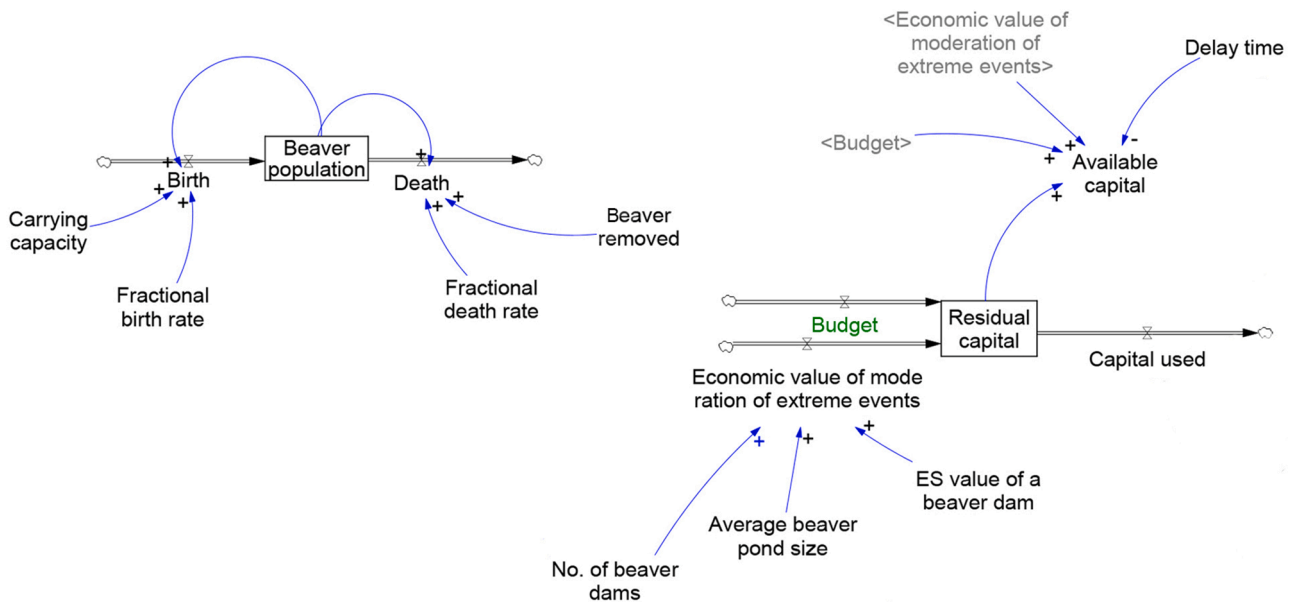 Beaver
population
Birth
Death
Carrying
capacity
Fractional
birth rate
Fractional
death rate
Beaver
removed
+
+
+
+
+
+
<Economic value of
moderation of
extreme events>
Delay time
<Budget>
Available
capital
+
+
-
+
Budget
Residual
capital
Capital used
Economic value of mode
ration of extreme events
+
+
+
ES value of a
beaver dam
Average beaver
pond size
No. of beaver
dams